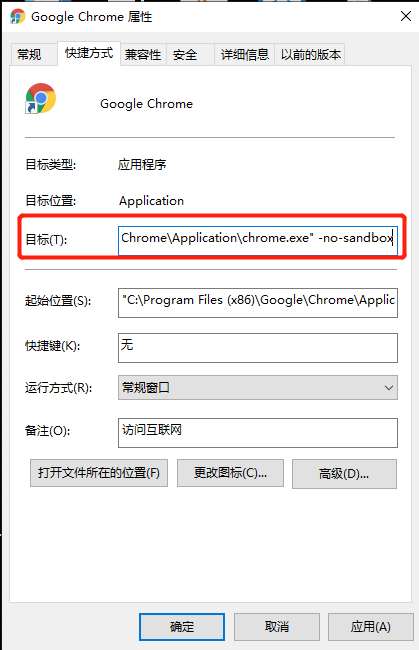 Google Chrome 属性
常规 快捷方式 兼容性 安全 详细信息 以前的版本
Google Chrome
目标类型: 应用程序
目标位置: Application
目标(T): Chrome\Application\chrome.exe" -no-sandbox
起始位置(S): "C:\Program Files (x86)\Google\Chrome\Applic
快捷键(K): 无
运行方式(R): 常规窗口
备注(O): 访问互联网
打开文件所在的位置(F) 更改图标(C)... 高级(D)...
确定 取消 应用(A)